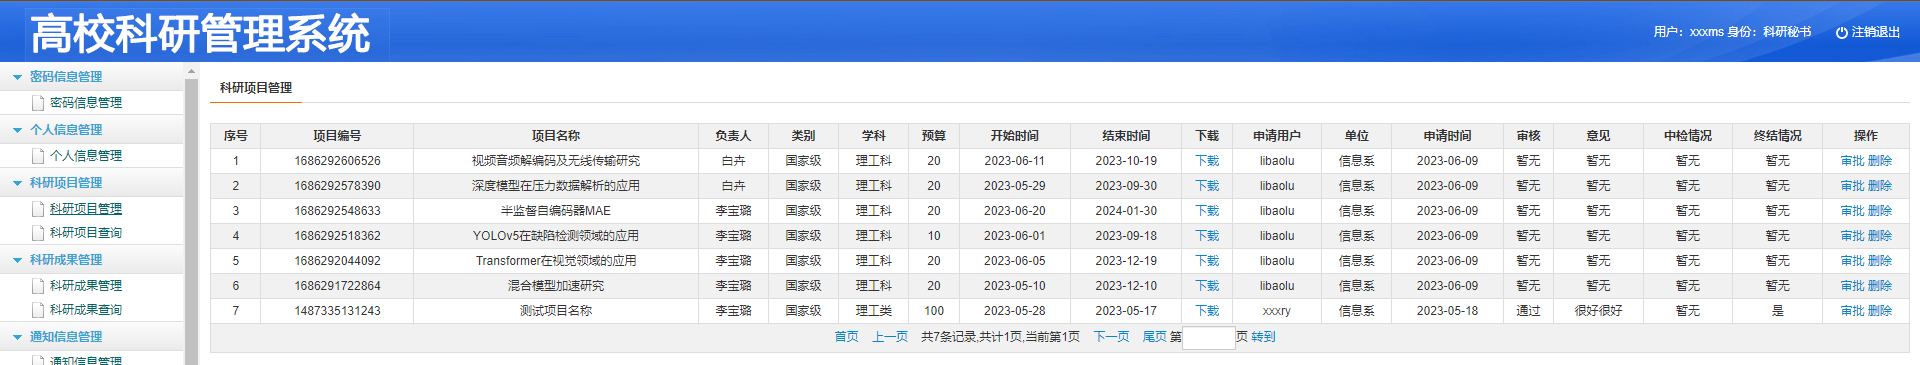 高校科研管理系统
用户：xxxms 身份：科研秘书 注销退出
密码信息管理
密码信息管理
个人信息管理
个人信息管理
科研项目管理
科研项目管理
科研项目查询
科研成果管理
科研成果管理
科研成果查询
通知信息管理
通知信息管理
科研项目管理
序号 项目编号 项目名称 负责人 类别 学科 预算 开始时间 结束时间 下载 申请用户 单位 申请时间 审核 意见 中检情况 终结情况 操作
1 1686292606526 视频音频解编码及无线传输研究 白卉 国家级 理工科 20 2023-06-11 2023-10-19 下载 libaolu 信息系 2023-06-09 暂无 暂无 暂无 暂无 审批 删除
2 1686292578390 深度模型在压力数据解析的应用 白卉 国家级 理工科 20 2023-05-29 2023-09-30 下载 libaolu 信息系 2023-06-09 暂无 暂无 暂无 暂无 审批 删除
3 1686292548633 半监督自编码器MAE 李宝璐 国家级 理工科 20 2023-06-20 2024-01-30 下载 libaolu 信息系 2023-06-09 暂无 暂无 暂无 暂无 审批 删除
4 1686292518362 YOLOv5在缺陷检测领域的应用 李宝璐 国家级 理工科 10 2023-06-01 2023-09-18 下载 libaolu 信息系 2023-06-09 暂无 暂无 暂无 暂无 审批 删除
5 1686292044092 Transformer在视觉领域的应用 李宝璐 国家级 理工科 20 2023-06-05 2023-12-19 下载 libaolu 信息系 2023-06-09 暂无 暂无 暂无 暂无 审批 删除
6 1686291722864 混合模型加速研究 李宝璐 国家级 理工科 20 2023-05-10 2023-12-10 下载 libaolu 信息系 2023-06-09 暂无 暂无 暂无 暂无 审批 删除
7 1487335131243 测试项目名称 李宝璐 国家级 理工类 100 2023-05-28 2023-05-17 下载 xxxry 信息系 2023-05-18 通过 很好很好 暂无 是 审批 删除
首页 上一页 共7条记录,共计1页,当前第1页 下一页 尾页 第 页 转到